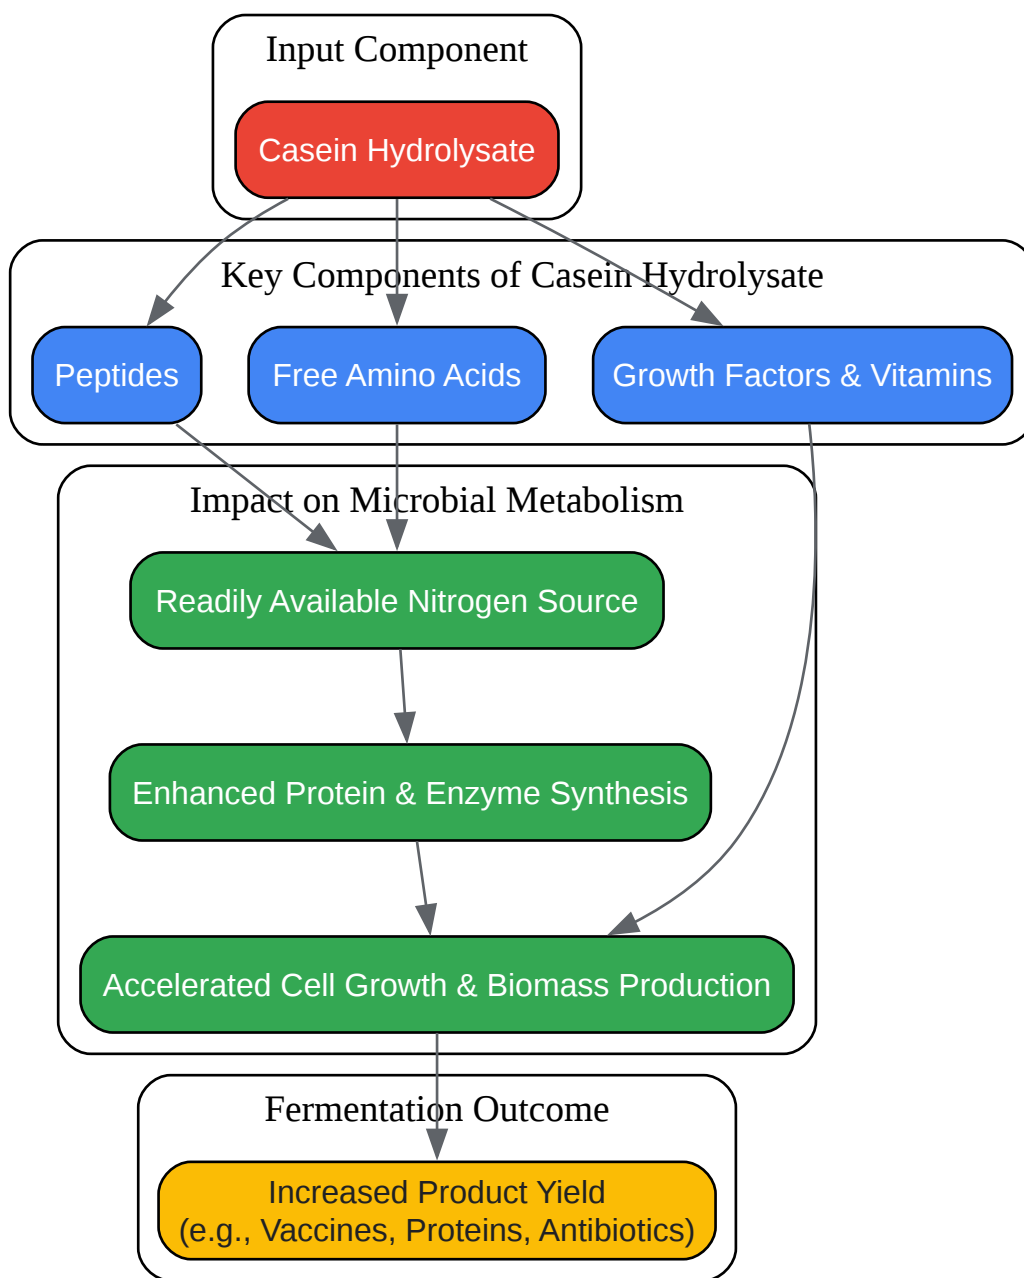 Input Component
Casein Hydrolysate
Key Components of Casein Hydrolysate
Peptides
Free Amino Acids
Growth Factors & Vitamins
Impact on Microbial Metabolism
Readily Available Nitrogen Source
Enhanced Protein & Enzyme Synthesis
Accelerated Cell Growth & Biomass Production
Fermentation Outcome
Increased Product Yield
(e.g., Vaccines, Proteins, Antibiotics)